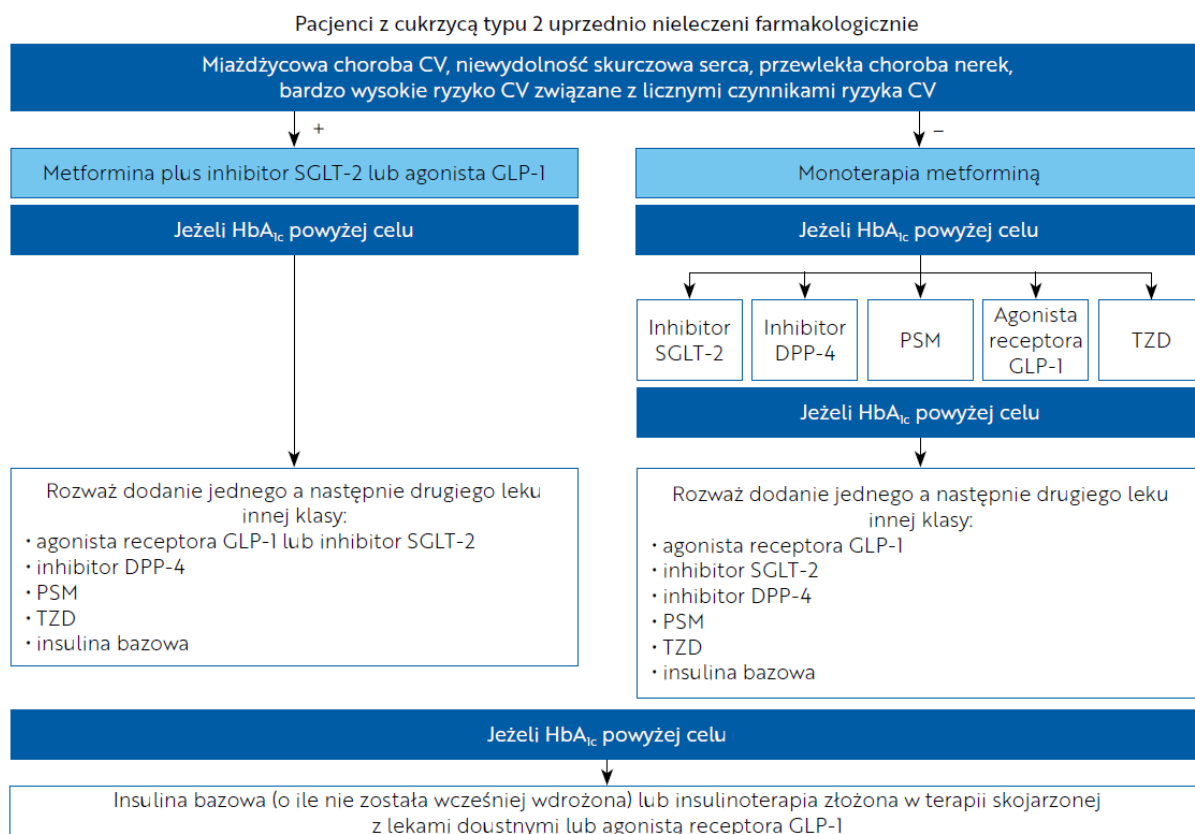 Pacjenci z cukrzycą typu 2 uprzednio nieleczeni farmakologicznie
Miażdżycowa choroba CV, niewydolność skurczowa serca, przewlekła choroba nerek,
bardzo wysokie ryzyko CV związane z licznymi czynnikami ryzyka CV
+
–
Metformina plus inhibitor SGLT-2 lub agonista GLP-1
Monoterapia metforminą
Jeżeli HbA1c powyżej celu
Jeżeli HbA1c powyżej celu
Inhibitor
SGLT-2
Inhibitor
DPP-4
PSM
Agonista
receptora
GLP-1
TZD
Jeżeli HbA1c powyżej celu
Rozważ dodanie jednego a następnie drugiego leku
innej klasy:
• agonista receptora GLP-1 lub inhibitor SGLT-2
• inhibitor DPP-4
• PSM
• TZD
• insulina bazowa
Rozważ dodanie jednego a następnie drugiego leku
innej klasy:
• agonista receptora GLP-1
• inhibitor SGLT-2
• inhibitor DPP-4
• PSM
• TZD
• insulina bazowa
Jeżeli HbA1c powyżej celu
Insulina bazowa (o ile nie została wcześniej wdrożona) lub insulinoterapia złożona w terapii skojarzonej
z lekami doustnymi lub agonistą receptora GLP-1